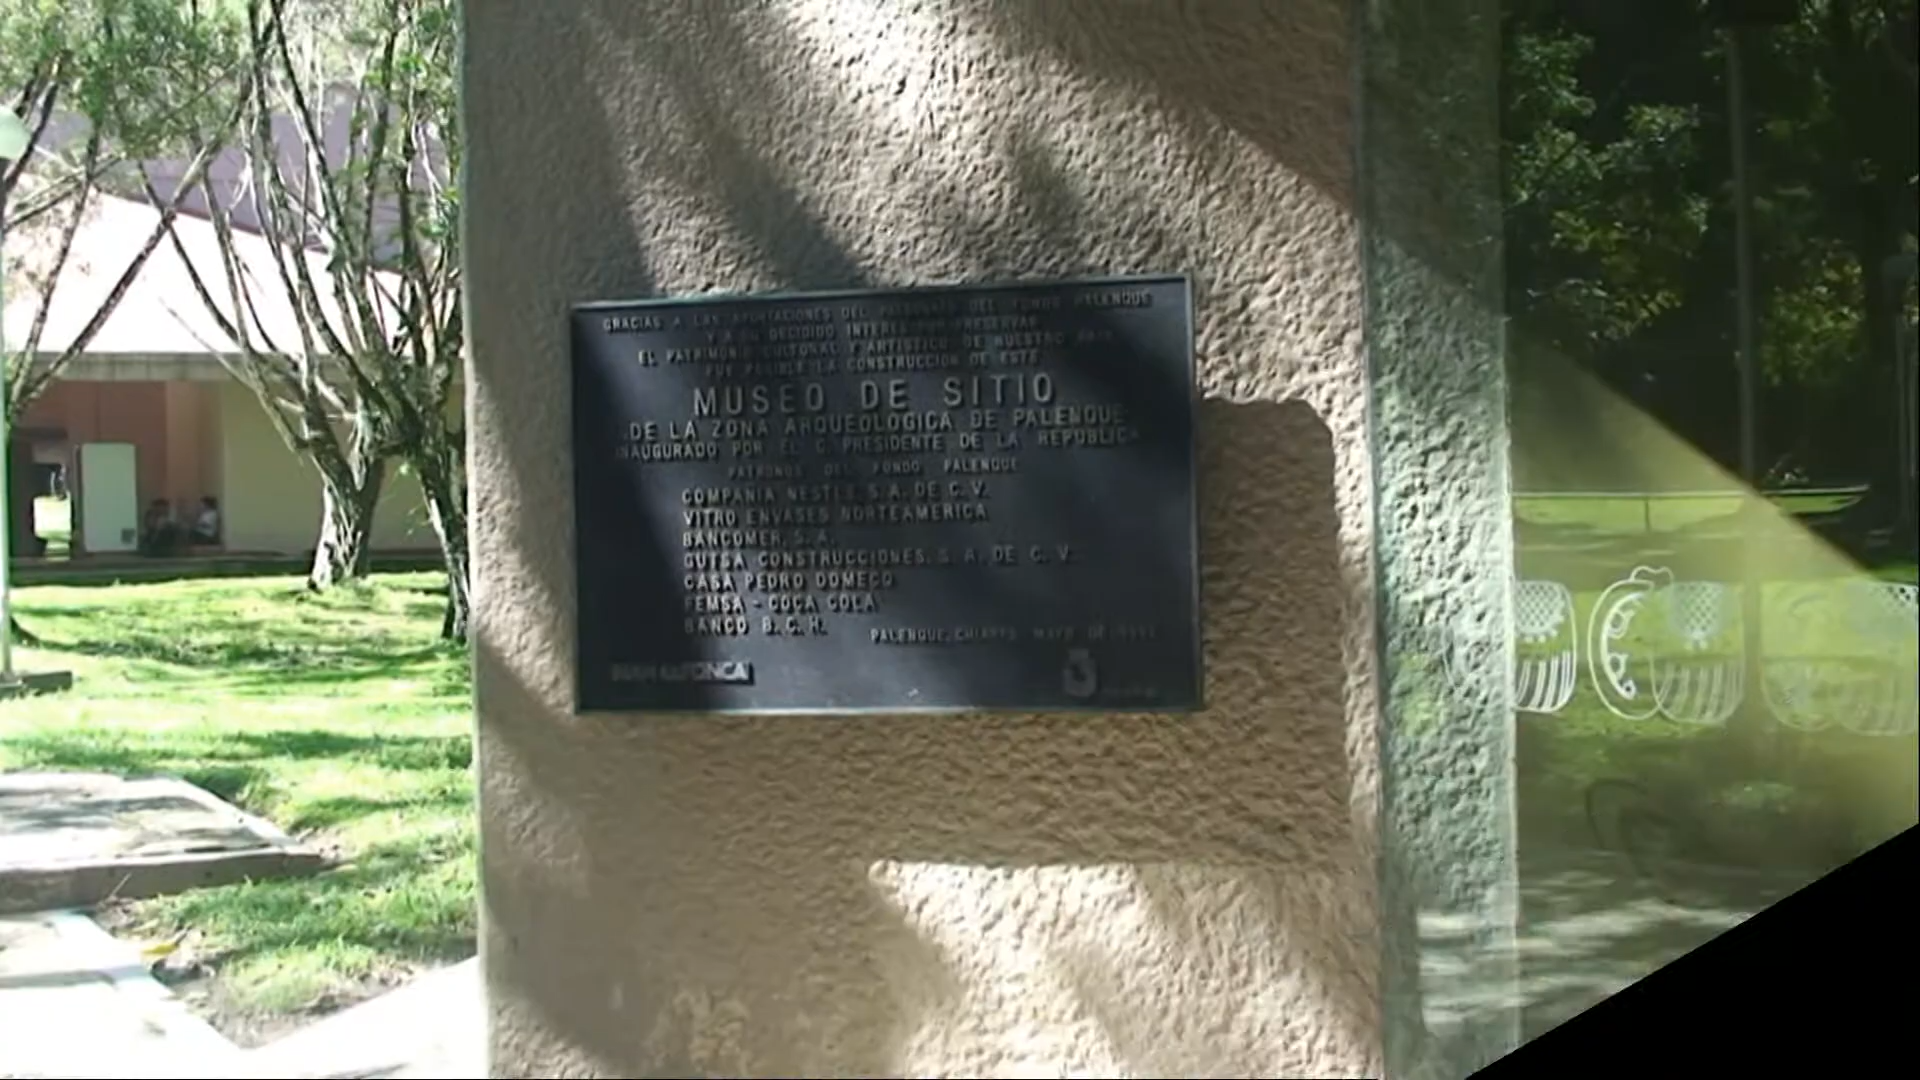 GRACIAS A LAS APORTACIONES DEL PATRONATO DEL FONDO PALENQUE
Y A SU DECIDIDO INTERES POR PRESERVAR
EL PATRIMONIO CULTURAL Y ARTISTICO DE NUESTRO PAIS
FUE POSIBLE LA CONSTRUCCION DE ESTE
MUSEO DE SITIO
DE LA ZONA ARQUEOLOGICA DE PALENQUE
INAUGURADO POR EL C. PRESIDENTE DE LA REPUBLICA
PATRONOS DEL FONDO PALENQUE
COMPAÑIA NESTLE, S.A. DE C.V.
VITRO ENVASES NORTEAMERICA
BANCOMER, S.A.
GUTSA CONSTRUCCIONES, S.A. DE C.V.
CASA PEDRO DOMECQ
FEMSA - COCA COLA
BANCO B.C.H.
PALENQUE, CHIAPAS MAYO DE